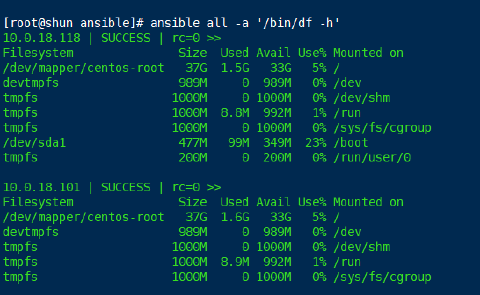 [root@shun ansible]# ansible all -a '/bin/df -h'
10.0.18.118 | SUCCESS | rc=0 >>
Filesystem Size Used Avail Use% Mounted on
/dev/mapper/centos-root 37G 1.5G 33G 5% /
devtmpfs 989M 0 989M 0% /dev
tmpfs 1000M 0 1000M 0% /dev/shm
tmpfs 1000M 8.8M 992M 1% /run
tmpfs 1000M 0 1000M 0% /sys/fs/cgroup
/dev/sda1 477M 99M 349M 23% /boot
tmpfs 200M 0 200M 0% /run/user/0
10.0.18.101 | SUCCESS | rc=0 >>
Filesystem Size Used Avail Use% Mounted on
/dev/mapper/centos-root 37G 1.6G 33G 5% /
devtmpfs 989M 0 989M 0% /dev
tmpfs 1000M 0 1000M 0% /dev/shm
tmpfs 1000M 8.9M 992M 1% /run
tmpfs 1000M 0 1000M 0% /sys/fs/cgroup